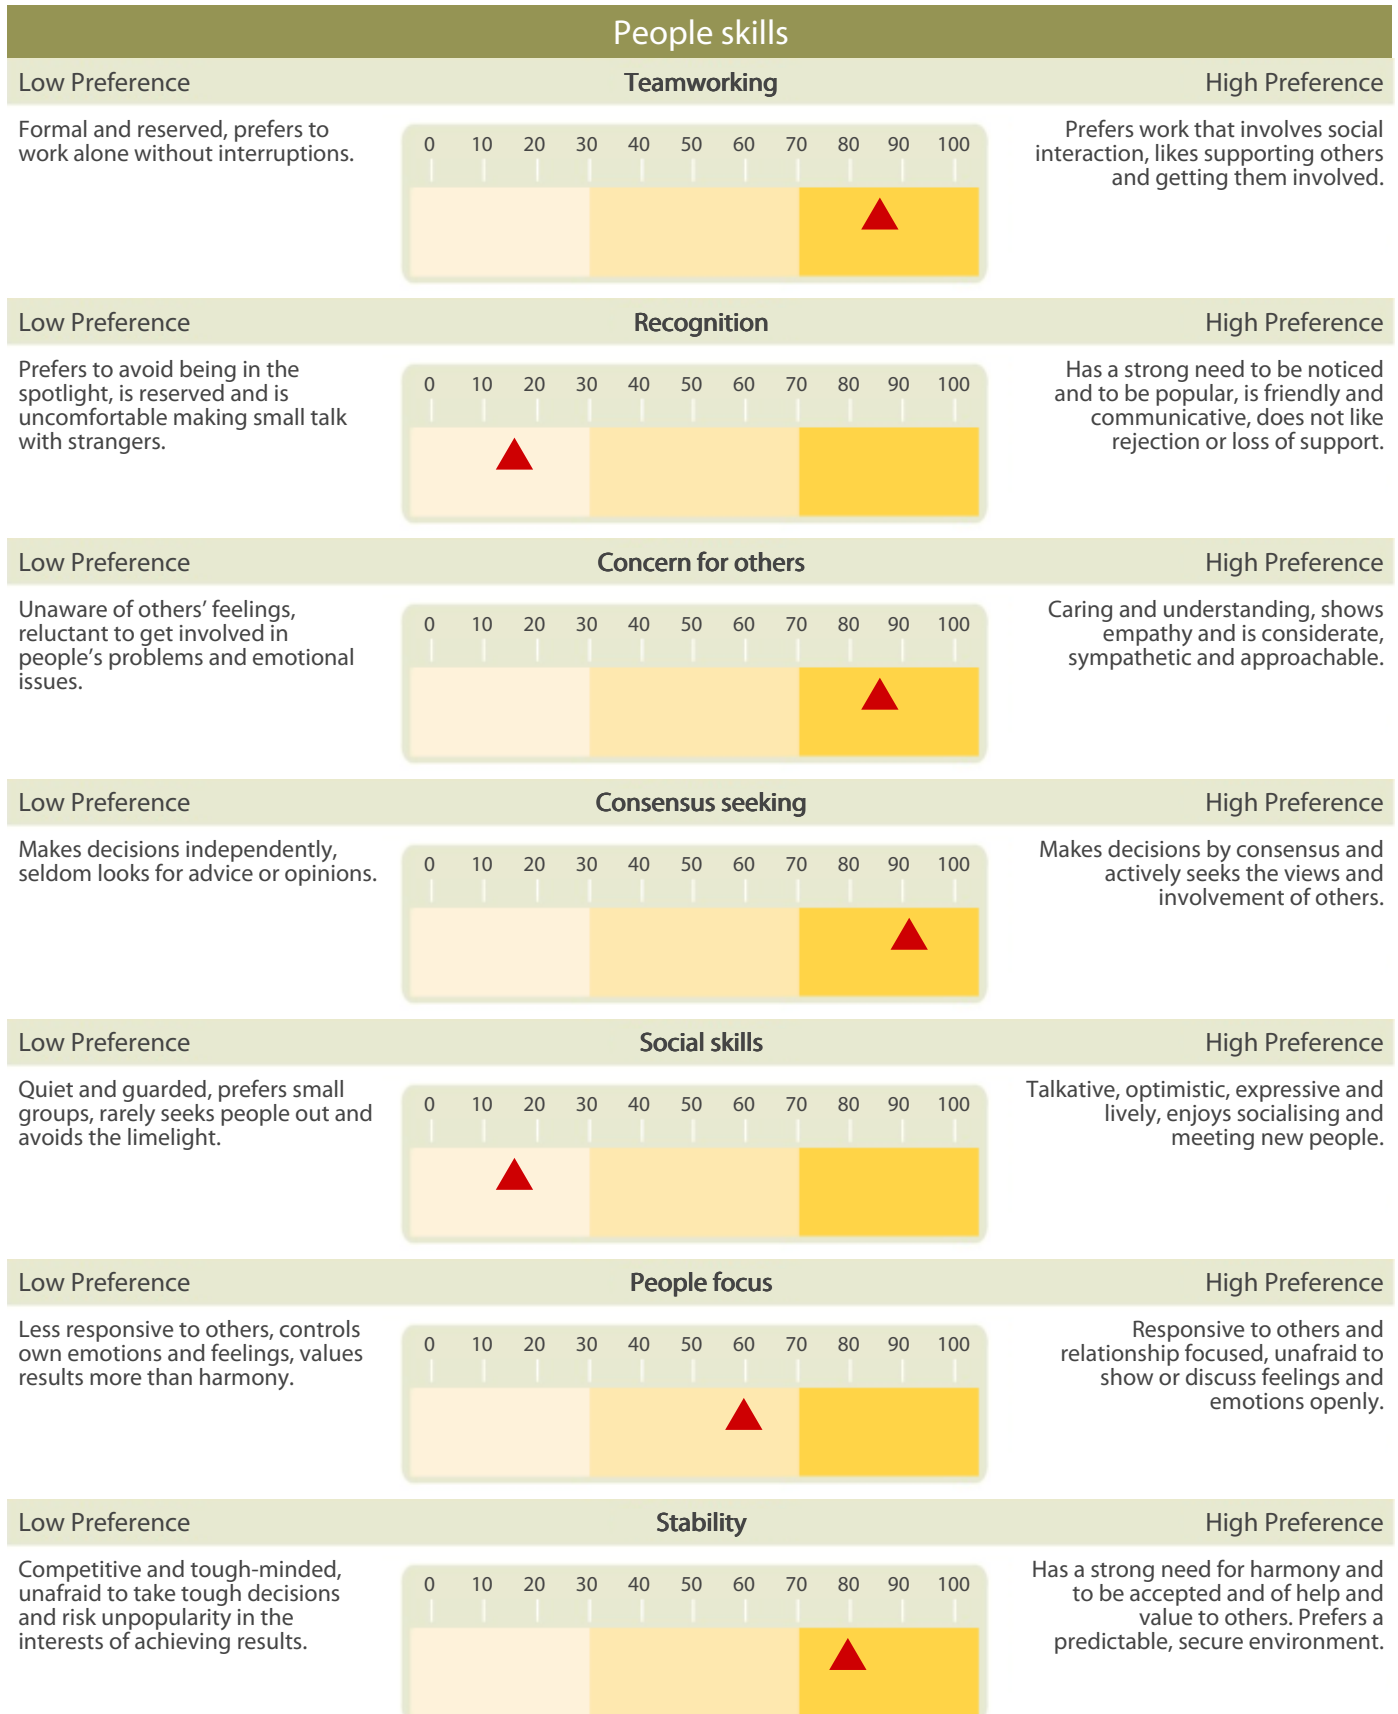 People skills
Low Preference Teamworking High Preference
Formal and reserved, prefers to
work alone without interruptions.
0 10 20 30 40 50 60 70 80 90 100
Prefers work that involves social
interaction, likes supporting others
and getting them involved.
Low Preference Recognition High Preference
Prefers to avoid being in the
spotlight, is reserved and is
uncomfortable making small talk
with strangers.
0 10 20 30 40 50 60 70 80 90 100
Has a strong need to be noticed
and to be popular, is friendly and
communicative, does not like
rejection or loss of support.
Low Preference Concern for others High Preference
Unaware of others’ feelings,
reluctant to get involved in
people’s problems and emotional
issues.
0 10 20 30 40 50 60 70 80 90 100
Caring and understanding, shows
empathy and is considerate,
sympathetic and approachable.
Low Preference Consensus seeking High Preference
Makes decisions independently,
seldom looks for advice or opinions.
0 10 20 30 40 50 60 70 80 90 100
Makes decisions by consensus and
actively seeks the views and
involvement of others.
Low Preference Social skills High Preference
Quiet and guarded, prefers small
groups, rarely seeks people out and
avoids the limelight.
0 10 20 30 40 50 60 70 80 90 100
Talkative, optimistic, expressive and
lively, enjoys socialising and
meeting new people.
Low Preference People focus High Preference
Less responsive to others, controls
own emotions and feelings, values
results more than harmony.
0 10 20 30 40 50 60 70 80 90 100
Responsive to others and
relationship focused, unafraid to
show or discuss feelings and
emotions openly.
Low Preference Stability High Preference
Competitive and tough-minded,
unafraid to take tough decisions
and risk unpopularity in the
interests of achieving results.
0 10 20 30 40 50 60 70 80 90 100
Has a strong need for harmony and
to be accepted and of help and
value to others. Prefers a
predictable, secure environment.